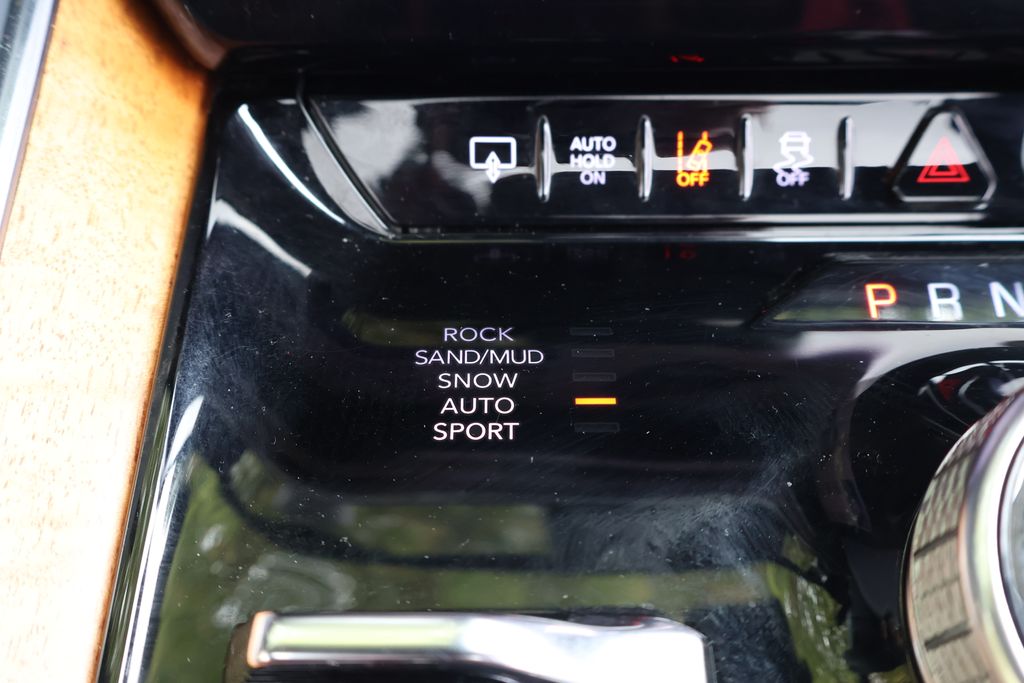 AUTO
HOLD
ON
OFF
OFF
P R N
ROCK
SAND/MUD
SNOW
AUTO
SPORT